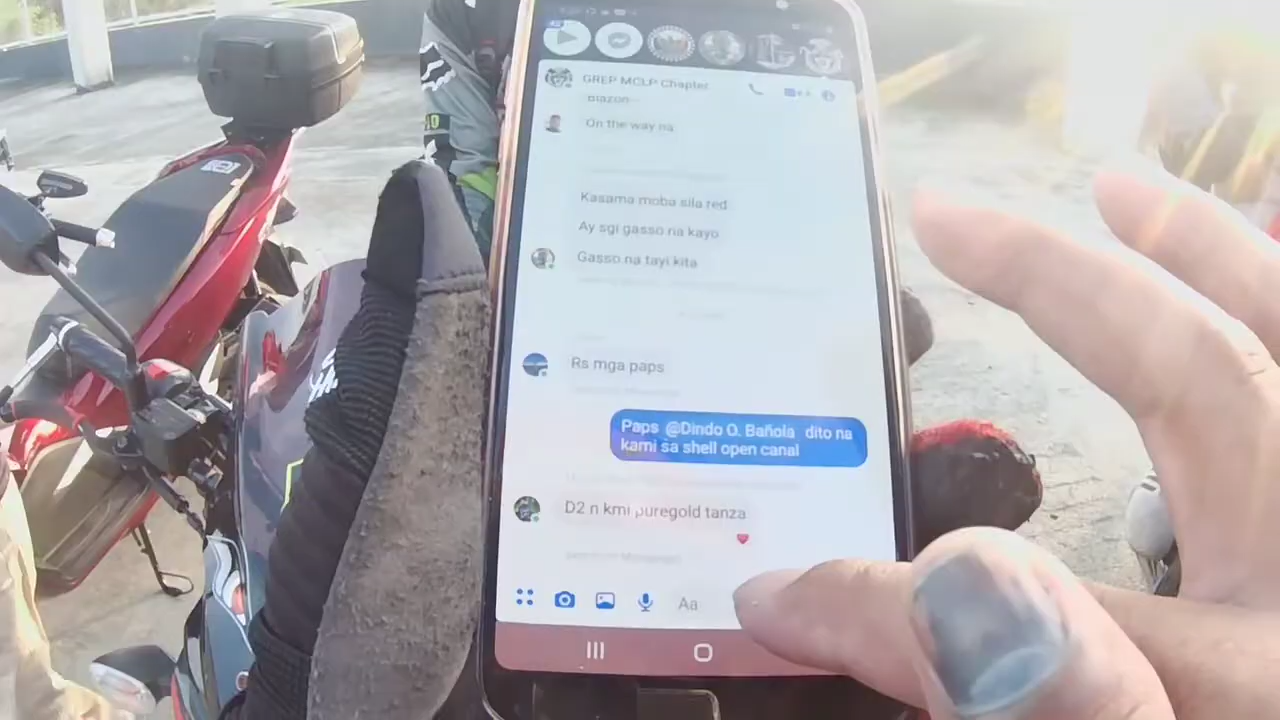 GREP MCLP Chapter
Blazon
On the way na
Kasama moba sila red
Ay sgi gasso na kayo
Gasso na tayi kita
Rs mga paps
Paps @Dindo O. Bañola dito na
kami sa shell open canal
D2 n kmi puregold tanza
Aa